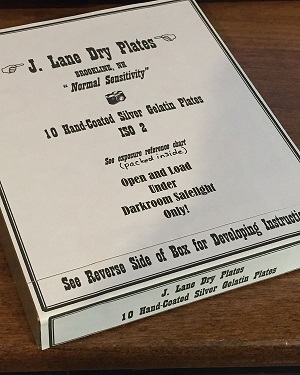 J. Lane Dry Plates
BROOKLINE, NH
"Normal Sensitivity"
10 Hand-Coated Silver Gelatin Plates
ISO 2
See exposure reference chart
(packed inside)
Open and Load
Under
Darkroom Safelight
Only!
See Reverse Side of Box for Developing
J. Lane Dry Plates
10 Hand-Coated Silver Gelatin Plates